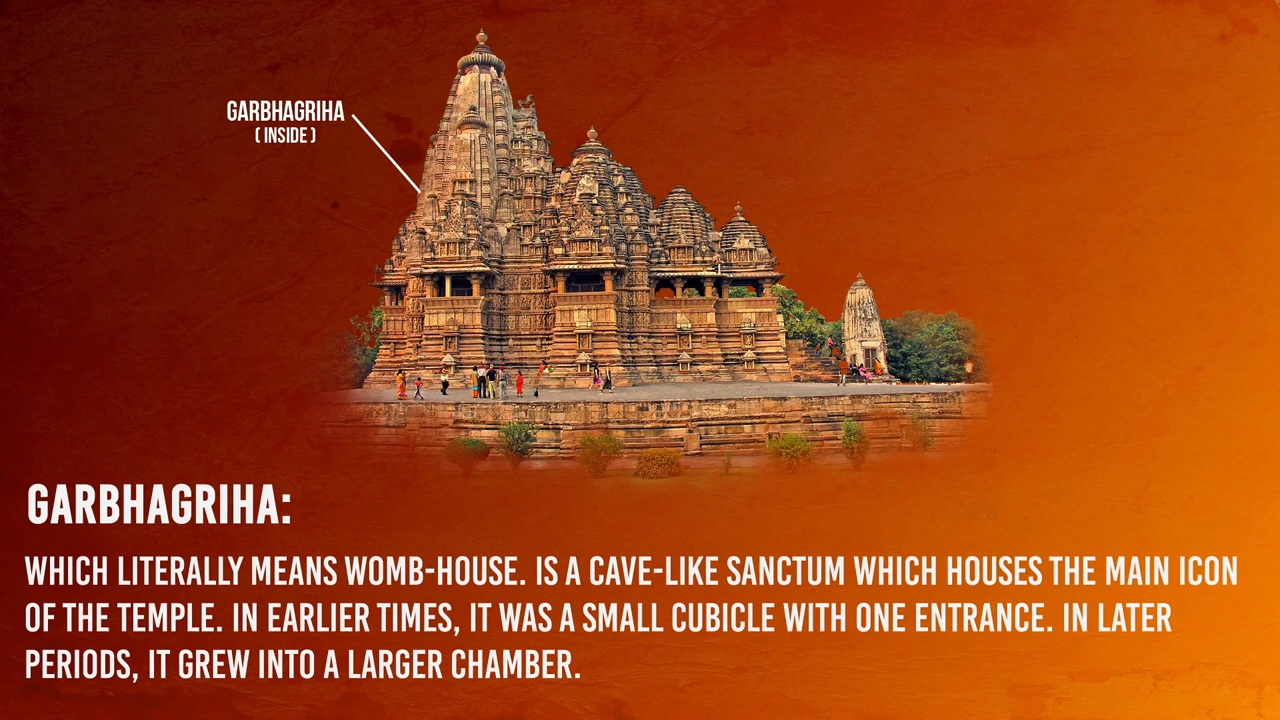 GARBHAGRIHA
( INSIDE )
GARBHAGRIHA:
WHICH LITERALLY MEANS WOMB-HOUSE. IS A CAVE-LIKE SANCTUM WHICH HOUSES THE MAIN ICON
OF THE TEMPLE. IN EARLIER TIMES, IT WAS A SMALL CUBICLE WITH ONE ENTRANCE. IN LATER
PERIODS, IT GREW INTO A LARGER CHAMBER.